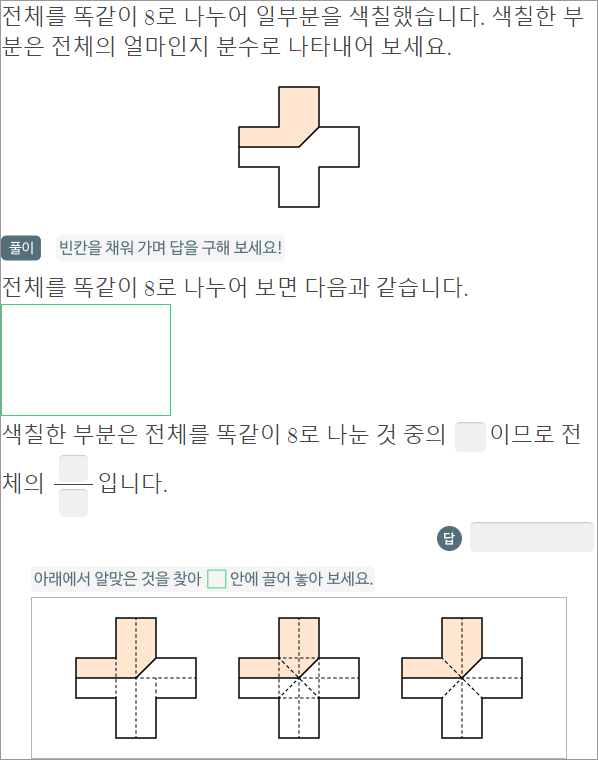 전체를 똑같이 8로 나누어 일부분을 색칠했습니다. 색칠한 부
분은 전체의 얼마인지 분수로 나타내어 보세요.
풀이 빈칸을 채워 가며 답을 구해 보세요!
전체를 똑같이 8로 나누어 보면 다음과 같습니다.
색칠한 부분은 전체를 똑같이 8로 나눈 것 중의 이므로 전
체의 입니다.
답
아래에서 알맞은 것을 찾아 안에 끌어 놓아 보세요.